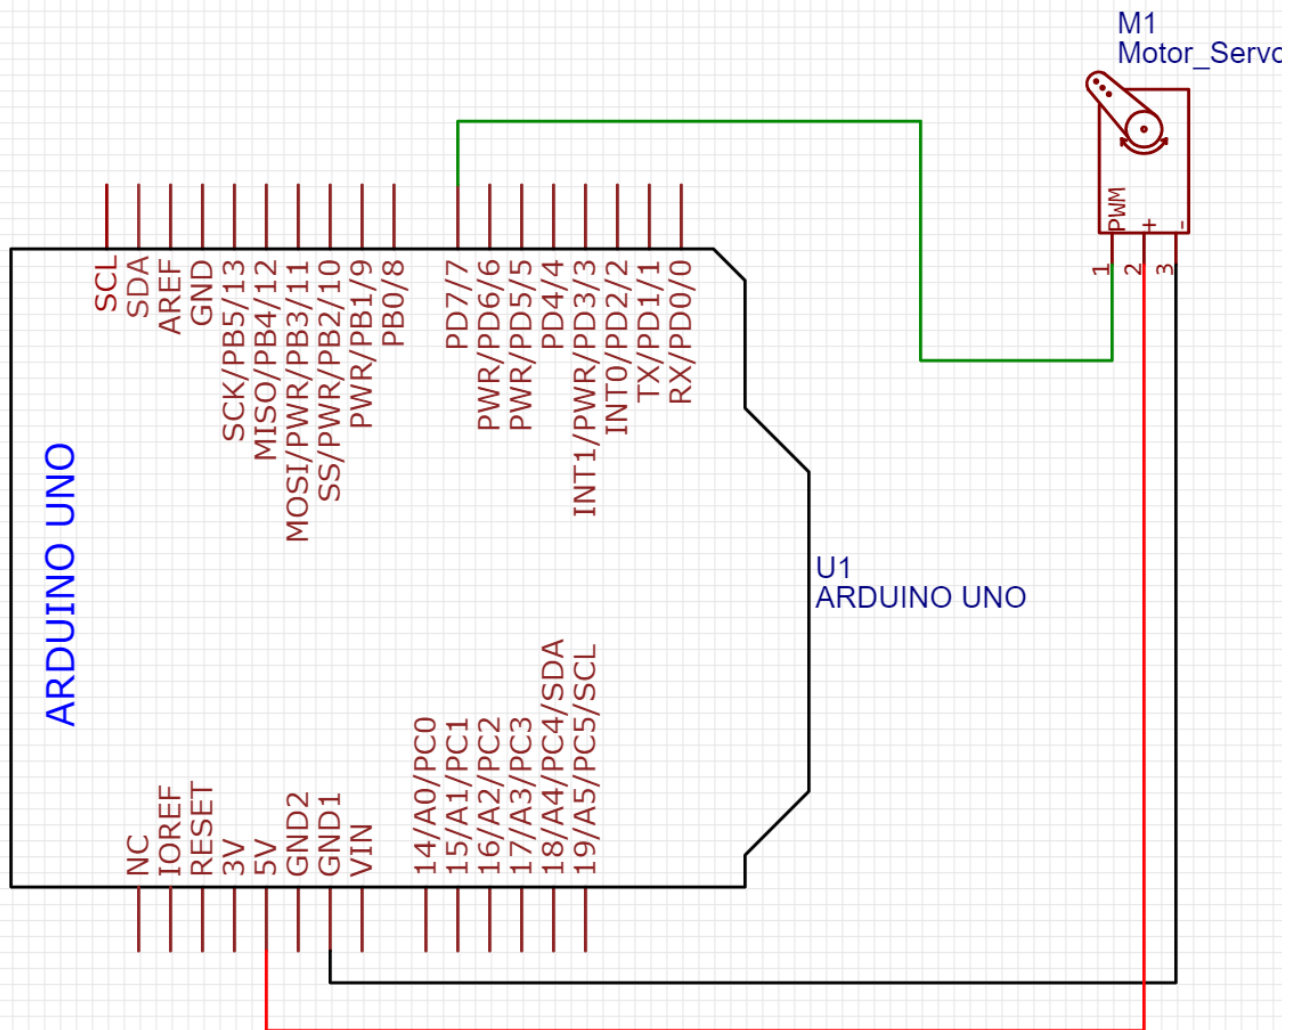 M1
Motor_Servo
PWM
+
-
1
2
3
SCL
SDA
AREF
GND
SCK/PB5/13
MISO/PB4/12
MOSI/PWR/PB3/11
SS/PWR/PB2/10
PWR/PB1/9
PB0/8
PD7/7
PWR/PD6/6
PWR/PD5/5
PD4/4
INT1/PWR/PD3/3
INT0/PD2/2
TX/PD1/1
RX/PD0/0
ARDUINO UNO
U1
ARDUINO UNO
NC
IOREF
RESET
3V
5V
GND2
GND1
VIN
14/A0/PC0
15/A1/PC1
16/A2/PC2
17/A3/PC3
18/A4/PC4/SDA
19/A5/PC5/SCL